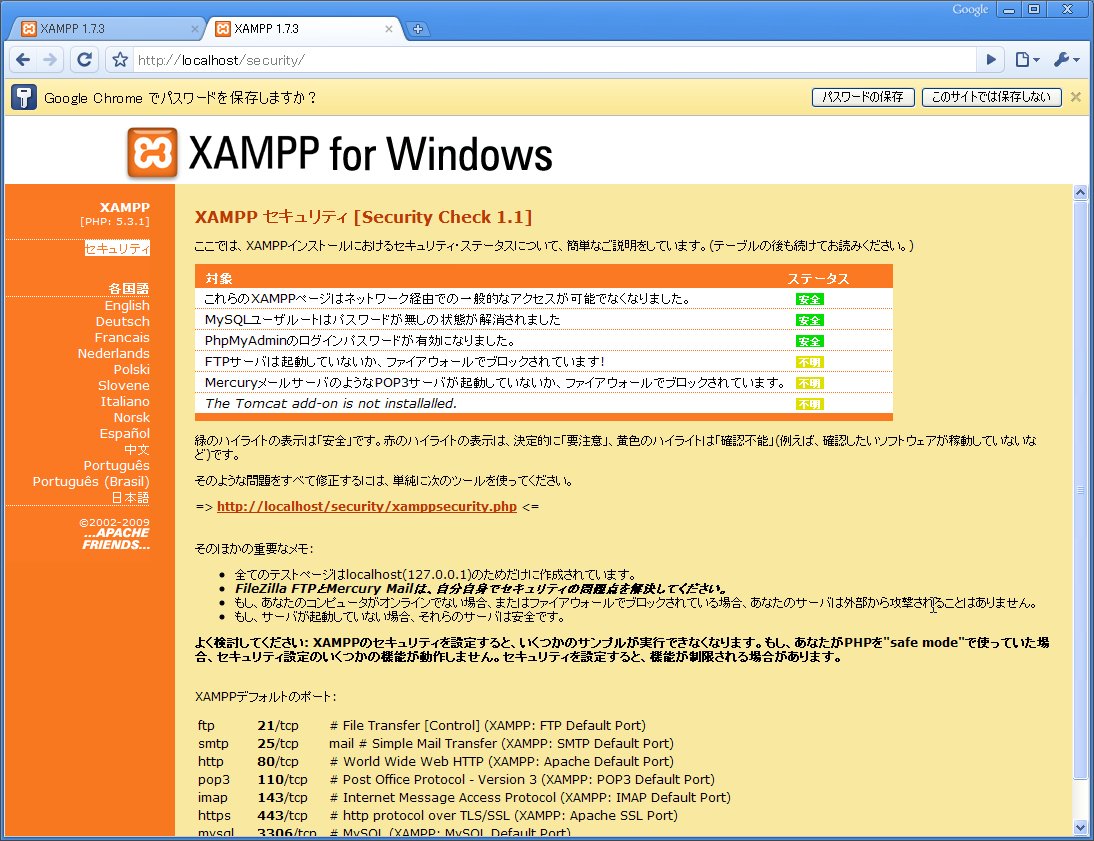 Google
XAMPP 1.7.3
XAMPP 1.7.3
http://localhost/security/
Google Chrome でパスワードを保存しますか？
パスワードの保存
このサイトでは保存しない
XAMPP for Windows
XAMPP
[PHP: 5.3.1]
セキュリティ
各国語
English
Deutsch
Francais
Nederlands
Polski
Slovene
Italiano
Norsk
Español
中文
Português
Português (Brasil)
日本語
©2002-2009
...APACHE
FRIENDS...
XAMPP セキュリティ [Security Check 1.1]
ここでは、XAMPPインストールにおけるセキュリティ・ステータスについて、簡単なご説明をしています。(テーブルの後も続けてお読みください。)
対象 ステータス
これらのXAMPPページはネットワーク経由での一般的なアクセスが可能でなくなりました。 安全
MySQLユーザルートはパスワードが無しの状態が解消されました 安全
PhpMyAdminのログインパスワードが有効になりました。 安全
FTPサーバは起動していないか、ファイアウォールでブロックされています! 不明
MercuryメールサーバのようなPOP3サーバが起動していないか、ファイアウォールでブロックされています。 不明
The Tomcat add-on is not installalled. 不明
緑のハイライトの表示は「安全」です。赤のハイライトの表示は、決定的に「要注意」、黄色のハイライトは「確認不能」(例えば、確認したいソフトウェアが稼動していないな
ど)です。
そのような問題をすべて修正するには、単純に次のツールを使ってください。
=> http://localhost/security/xamppsecurity.php <=
そのほかの重要なメモ:
• 全てのテストページはlocalhost(127.0.0.1)のためだけに作成されています。
• FileZilla FTPとMercury Mailは、自分自身でセキュリティの問題点を解決してください。
• もし、あなたのコンピュータがオンラインでない場合、またはファイアウォールでブロックされている場合、あなたのサーバは外部から攻撃されることはありません。
• もし、サーバが起動していない場合、それらのサーバは安全です。
よく検討してください: XAMPPのセキュリティを設定すると、いくつかのサンプルが実行できなくなります。もし、あなたがPHPを"safe mode"で使っていた場
合、セキュリティ設定のいくつかの機能が動作しません。セキュリティを設定すると、機能が制限される場合があります。
XAMPPデフォルトのポート:
ftp 21/tcp # File Transfer [Control] (XAMPP: FTP Default Port)
smtp 25/tcp mail # Simple Mail Transfer (XAMPP: SMTP Default Port)
http 80/tcp # World Wide Web HTTP (XAMPP: Apache Default Port)
pop3 110/tcp # Post Office Protocol - Version 3 (XAMPP: POP3 Default Port)
imap 143/tcp # Internet Message Access Protocol (XAMPP: IMAP Default Port)
https 443/tcp # http protocol over TLS/SSL (XAMPP: Apache SSL Port)
mysql 3306/tcp # MySQL (XAMPP: MySQL Default Port)